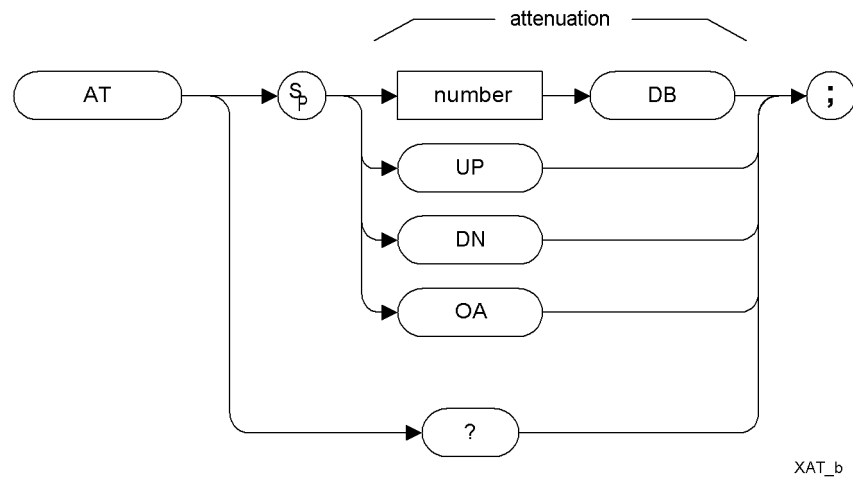 attenuation
AT SP number DB ;
UP
DN
OA
?
XAT_b